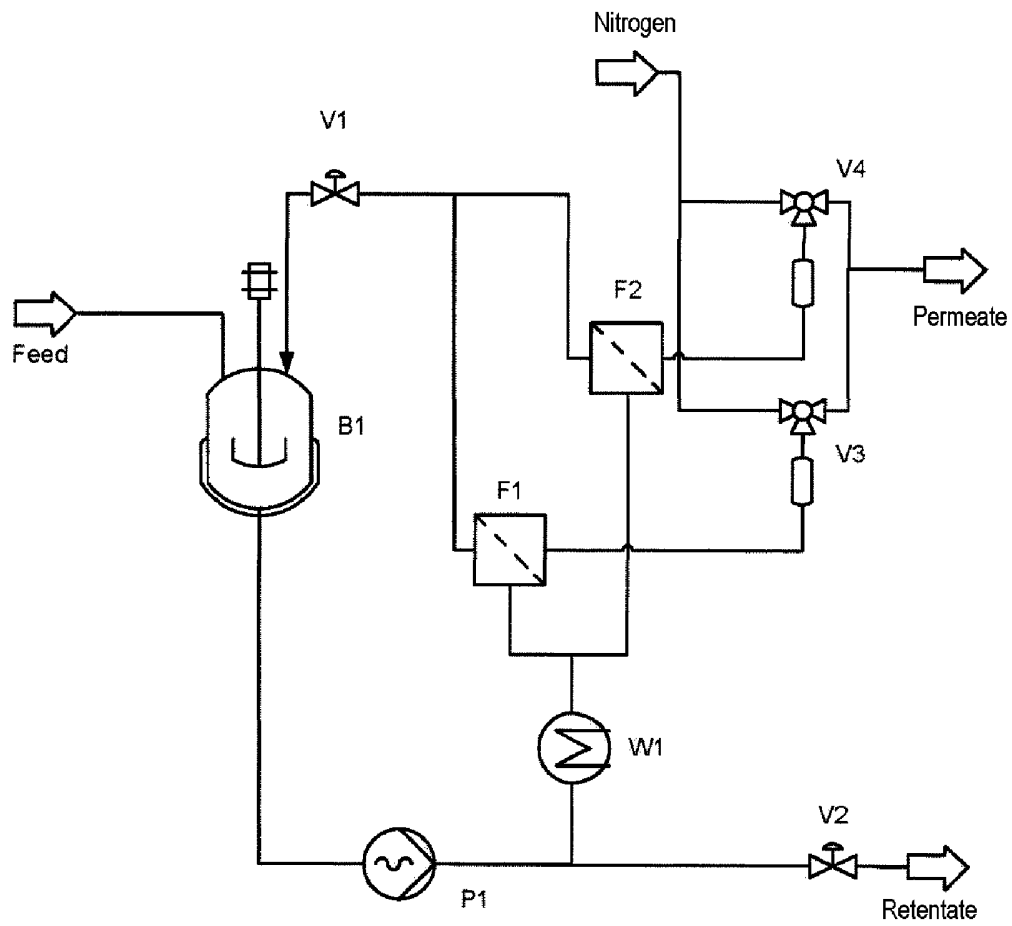 Nitrogen
V1
V4
F2
Permeate
Feed
B1
V3
F1
W1
V2
P1
Retentate